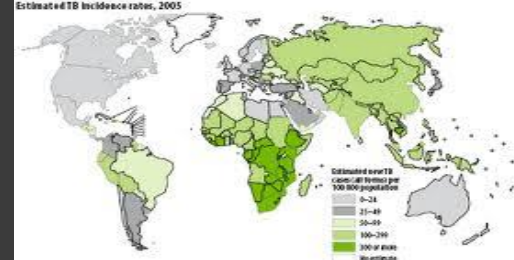 Estimated TB incidence rates, 2005
Estimated new TB
cases (all forms) per
100 000 population
0–24
25–49
50–99
100–299
300 or more
No estimate